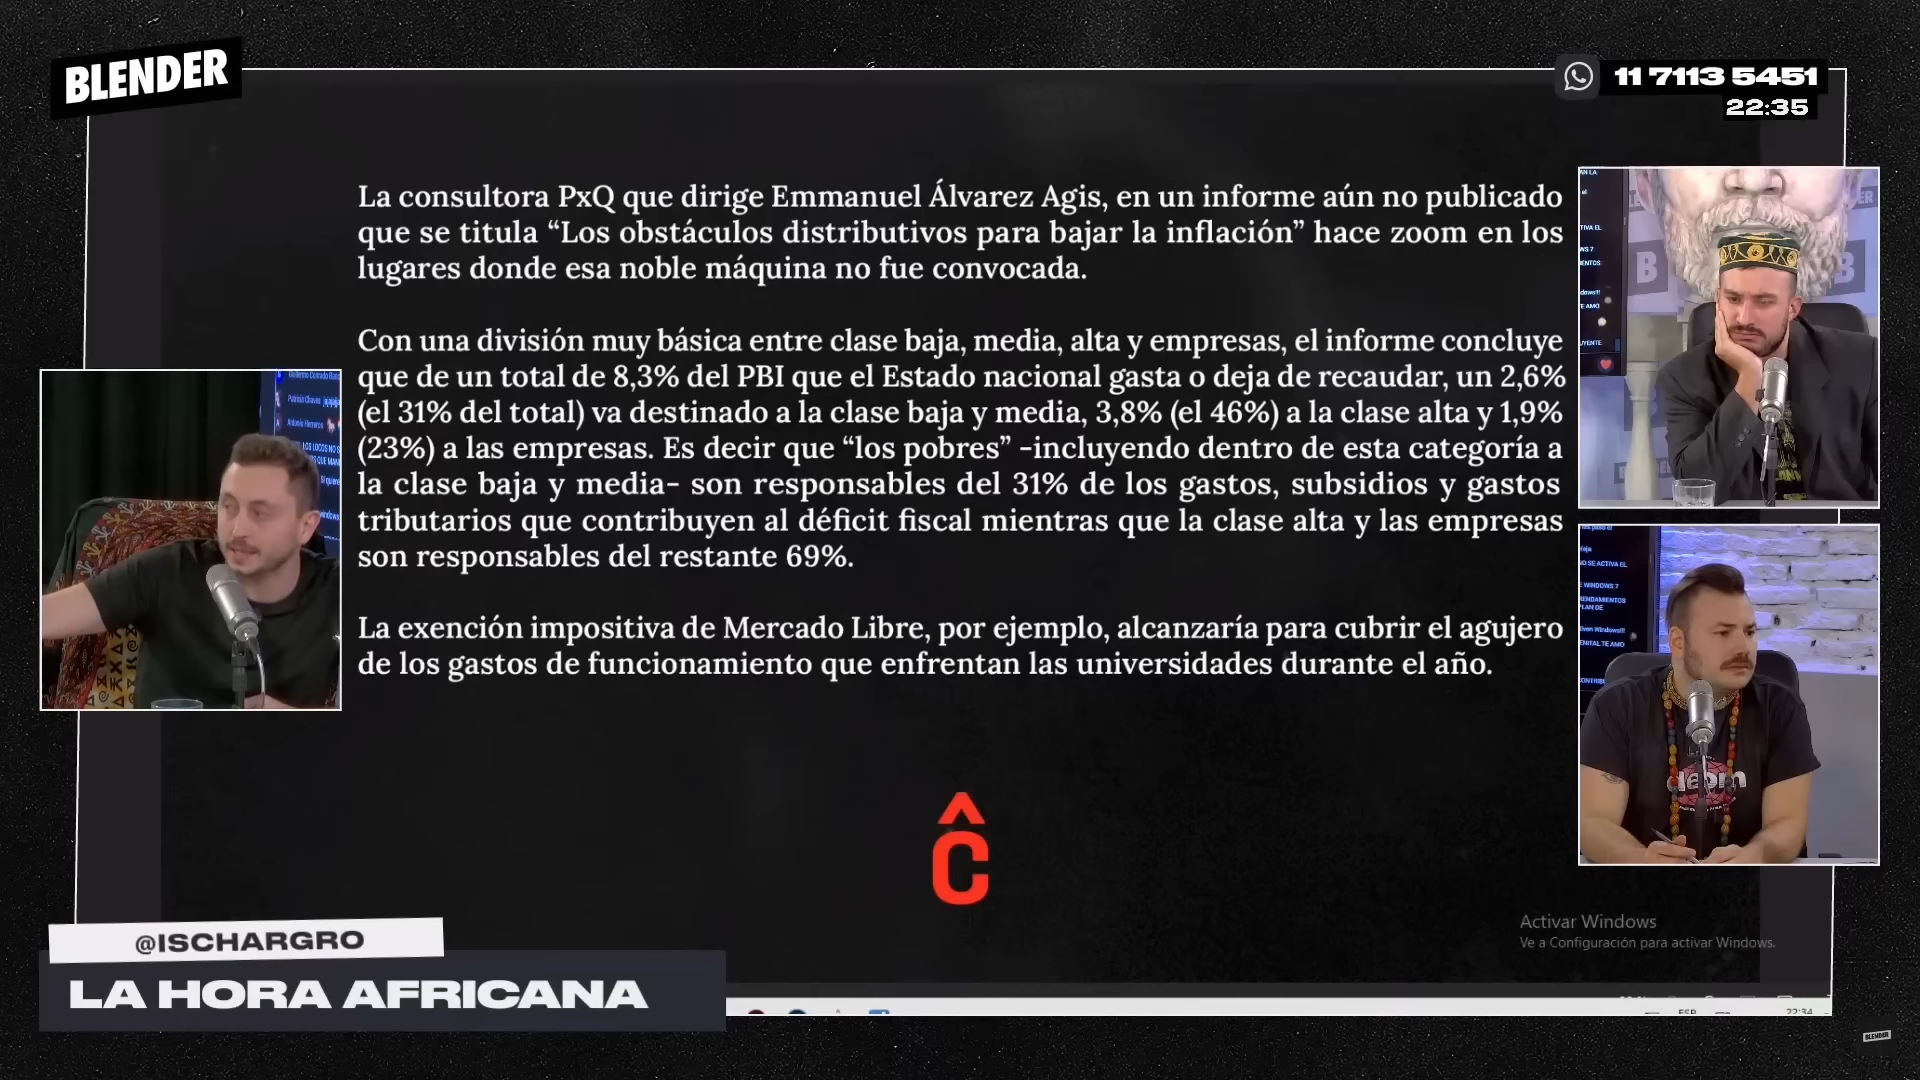 BLENDER
11 7113 5451
22:35
La consultora PxQ que dirige Emmanuel Álvarez Agis, en un informe aún no publicado
que se titula “Los obstáculos distributivos para bajar la inflación” hace zoom en los
lugares donde esa noble máquina no fue convocada.
Con una división muy básica entre clase baja, media, alta y empresas, el informe concluye
que de un total de 8,3% del PBI que el Estado nacional gasta o deja de recaudar, un 2,6%
(el 31% del total) va destinado a la clase baja y media, 3,8% (el 46%) a la clase alta y 1,9%
(23%) a las empresas. Es decir que “los pobres” -incluyendo dentro de esta categoría a
la clase baja y media- son responsables del 31% de los gastos, subsidios y gastos
tributarios que contribuyen al déficit fiscal mientras que la clase alta y las empresas
son responsables del restante 69%.
La exención impositiva de Mercado Libre, por ejemplo, alcanzaría para cubrir el agujero
de los gastos de funcionamiento que enfrentan las universidades durante el año.
Ĉ
Activar Windows
Ve a Configuración para activar Windows.
@ISCHARGRO
LA HORA AFRICANA
BLENDER